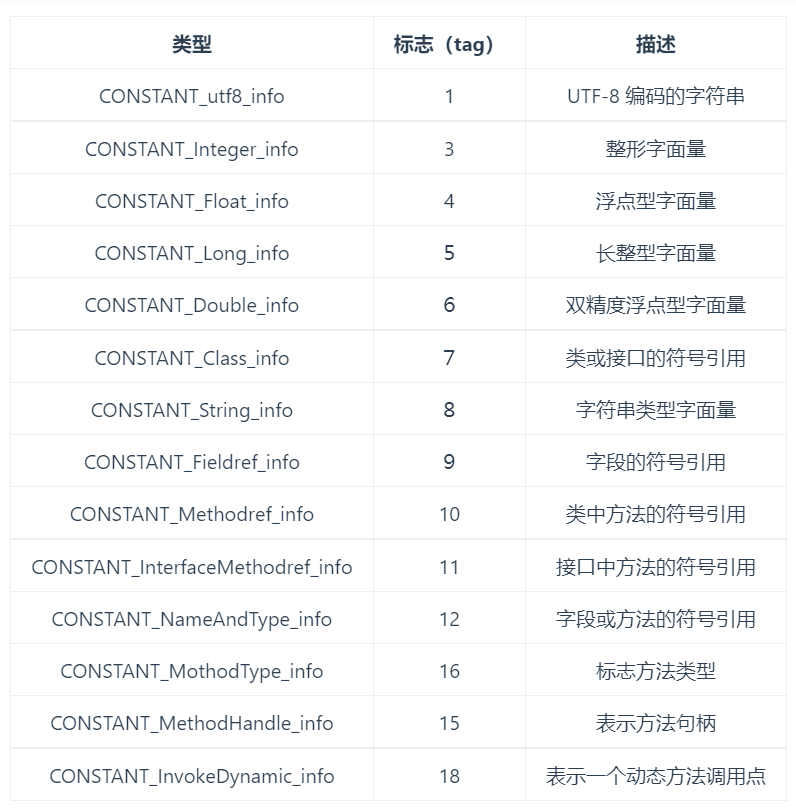 类型 标志（tag） 描述
CONSTANT_utf8_info 1 UTF-8 编码的字符串
CONSTANT_Integer_info 3 整形字面量
CONSTANT_Float_info 4 浮点型字面量
CONSTANT_Long_info 5 长整型字面量
CONSTANT_Double_info 6 双精度浮点型字面量
CONSTANT_Class_info 7 类或接口的符号引用
CONSTANT_String_info 8 字符串类型字面量
CONSTANT_Fieldref_info 9 字段的符号引用
CONSTANT_Methodref_info 10 类中方法的符号引用
CONSTANT_InterfaceMethodref_info 11 接口中方法的符号引用
CONSTANT_NameAndType_info 12 字段或方法的符号引用
CONSTANT_MothodType_info 16 标志方法类型
CONSTANT_MethodHandle_info 15 表示方法句柄
CONSTANT_InvokeDynamic_info 18 表示一个动态方法调用点